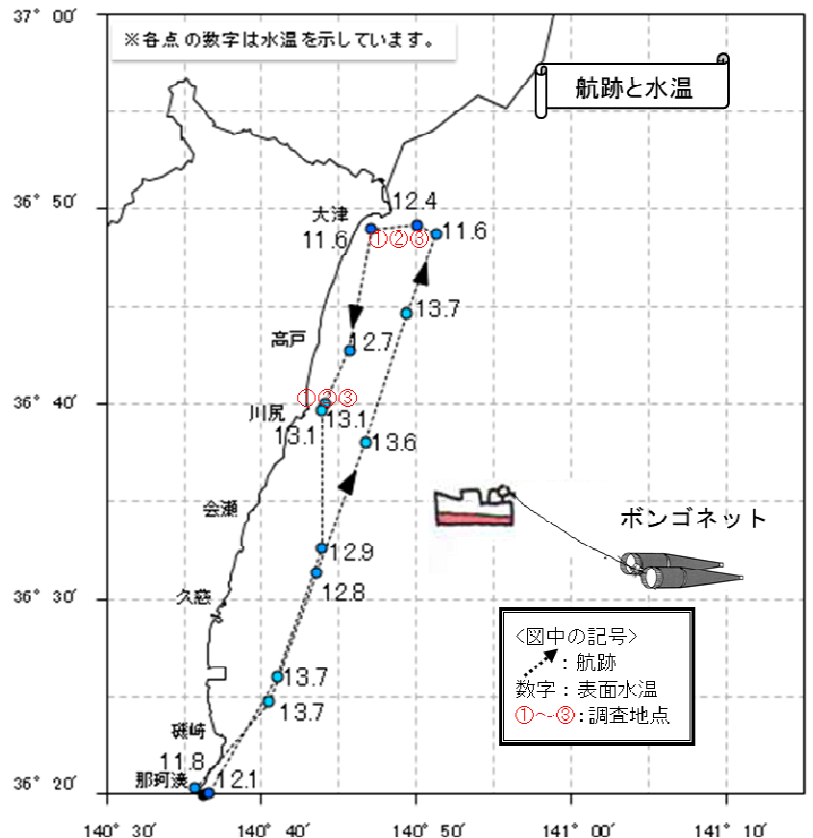 37° 00′
※各点の数字は水温を示しています。
航跡と水温
36° 50′
大津
12.4
11.6
①②③
11.6
13.7
高戸
12.7
36° 40′
①②③
川尻
13.1
13.1
13.6
会瀬
ボンゴネット
12.9
36° 30′
久慈
12.8
<図中の記号>
:航跡
数字:表面水温
①~③:調査地点
13.7
13.7
磯崎
11.8
那珂湊
12.1
36° 20′
140° 30′
140° 40′
140° 50′
141° 00′
141° 10′